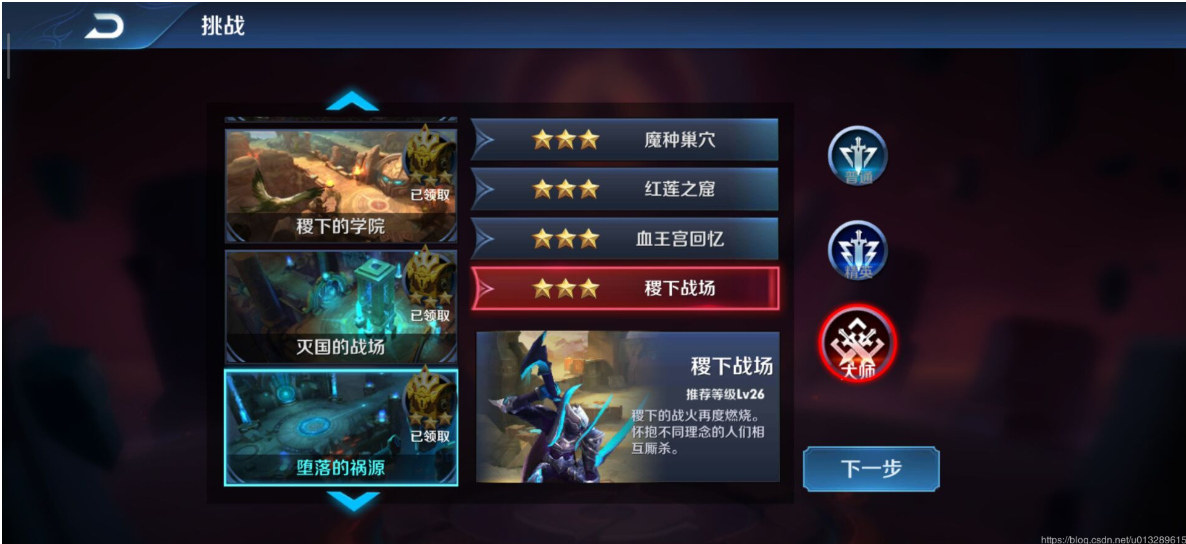 挑战
已领取
稷下的学院
已领取
灭国的战场
已领取
堕落的祸源
魔种巢穴
红莲之窟
血王宫回忆
稷下战场
稷下战场
推荐等级Lv26
稷下的战火再度燃烧。
怀抱不同理念的人们相
互厮杀。
普通
精英
大师
下一步
https://blog.csdn.net/u013289615